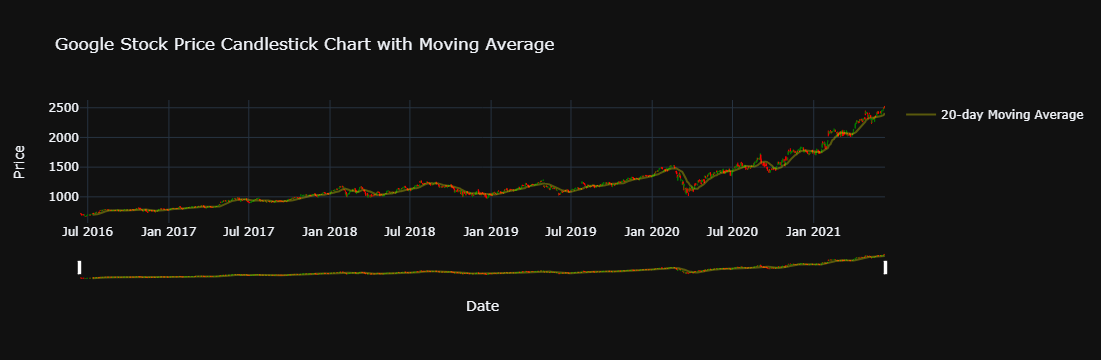 Google Stock Price Candlestick Chart with Moving Average
2500
2000
1500
1000
Price
20-day Moving Average
Jul 2016 Jan 2017 Jul 2017 Jan 2018 Jul 2018 Jan 2019 Jul 2019 Jan 2020 Jul 2020 Jan 2021
Date